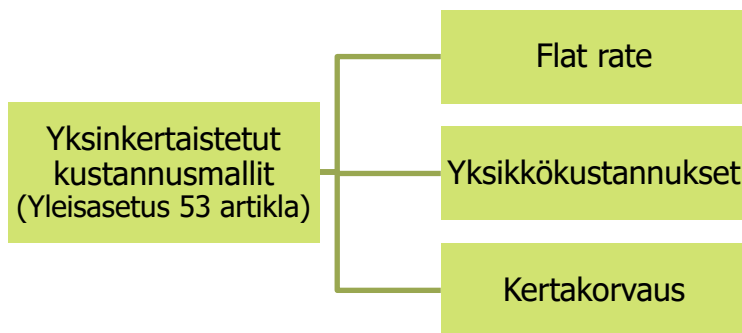 Yksinkertaistetut
kustannusmallit
(Yleisasetus 53 artikla)
Flat rate
Yksikkökustannukset
Kertakorvaus